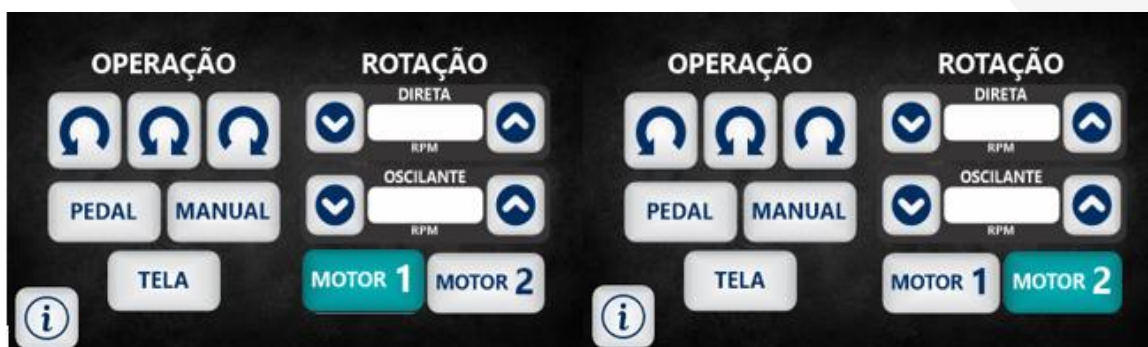 OPERAÇÃO
ROTAÇÃO
DIRETA
RPM
PEDAL
MANUAL
OSCILANTE
RPM
TELA
MOTOR 1
MOTOR 2
i
OPERAÇÃO
ROTAÇÃO
DIRETA
RPM
PEDAL
MANUAL
OSCILANTE
RPM
TELA
MOTOR 1
MOTOR 2
i